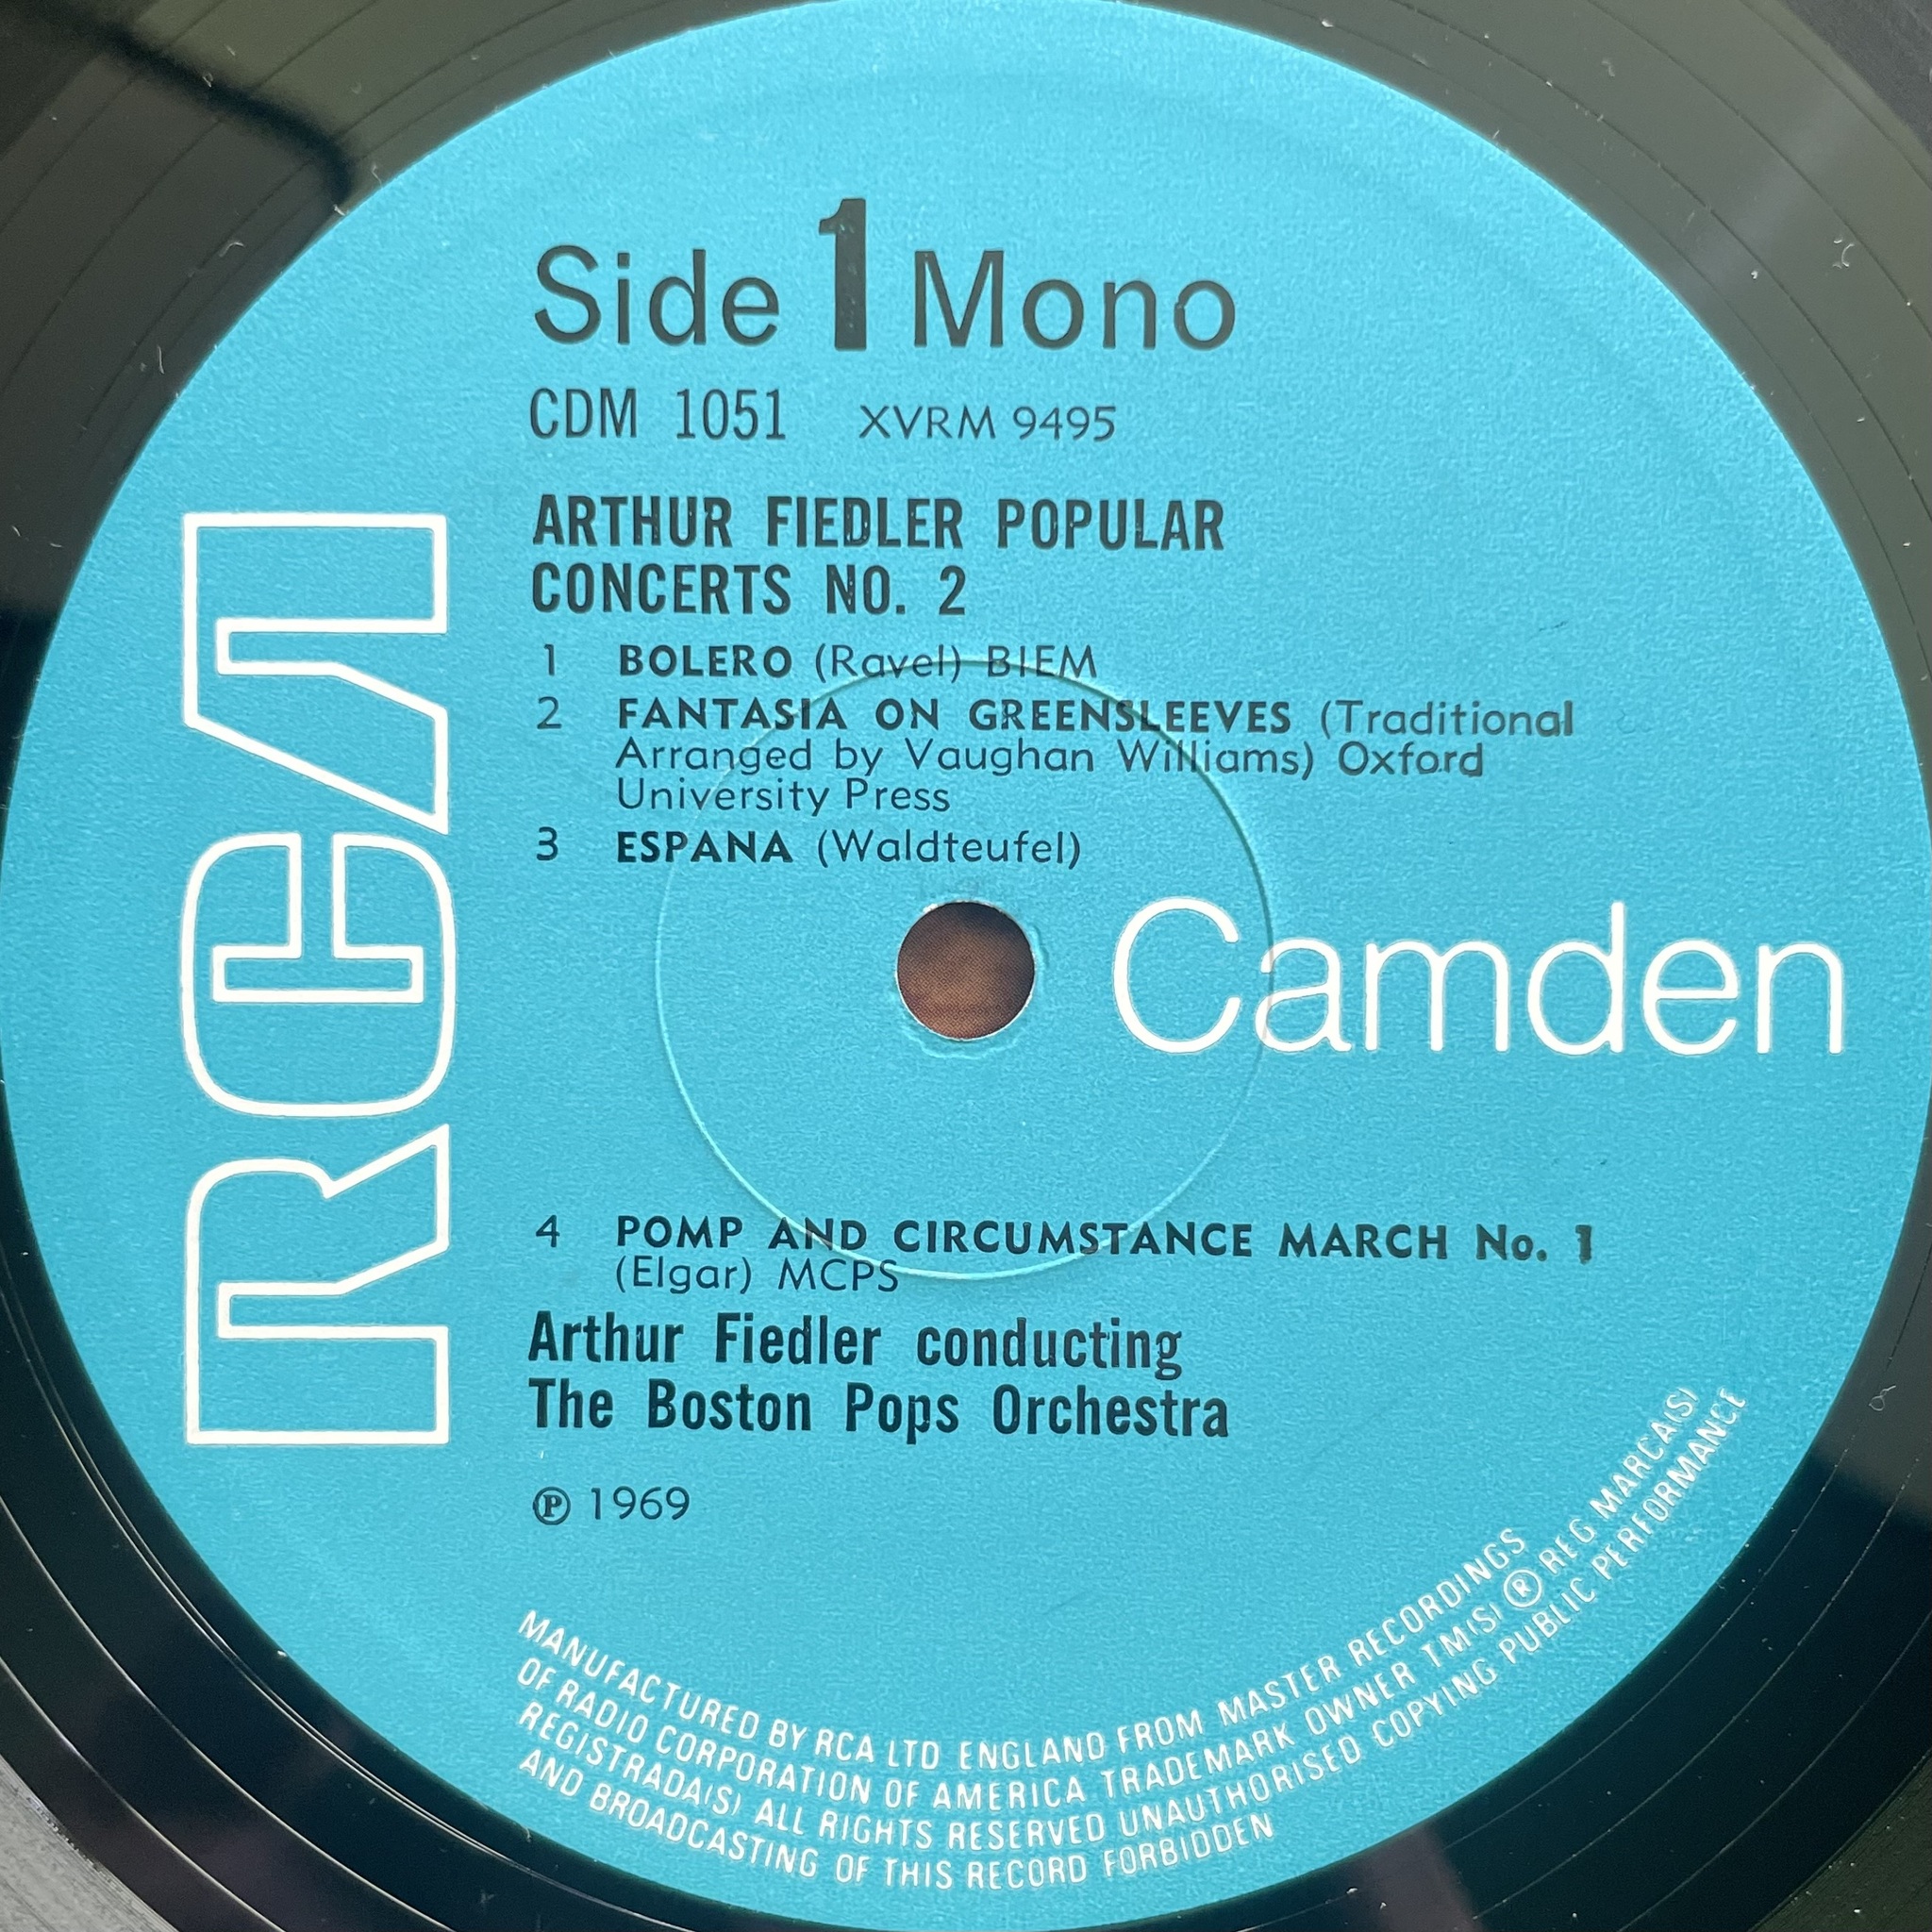 Side 1 Mono
CDM 1051 XVRM 9495
ARTHUR FIEDLER POPULAR
CONCERTS NO. 2
1 BOLERO (Ravel) BIEM
2 FANTASIA ON GREENSLEEVES (Traditional
Arranged by Vaughan Williams) Oxford
University Press
3 ESPANA (Waldteufel)
RCA
Camden
4 POMP AND CIRCUMSTANCE MARCH No. 1
(Elgar) MCPS
Arthur Fiedler conducting
The Boston Pops Orchestra
℗ 1969
MANUFACTURED BY RCA LTD ENGLAND FROM MASTER RECORDINGS
OF RADIO CORPORATION OF AMERICA TRADEMARK OWNER TM(S) ® REG MARCA(S)
REGISTRADA(S) ALL RIGHTS RESERVED UNAUTHORISED COPYING PUBLIC PERFORMANCE
AND BROADCASTING OF THIS RECORD FORBIDDEN